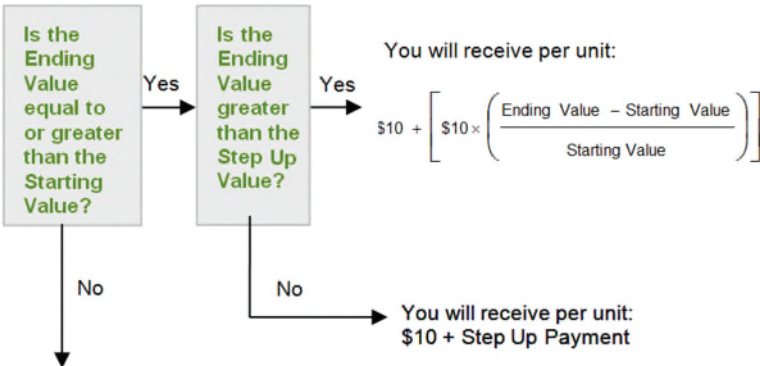 Is the
Ending
Value
equal to
or greater
than the
Starting
Value?
Yes
Is the
Ending
Value
greater
than the
Step Up
Value?
Yes
You will receive per unit:
$10 + [ $10 × ( Ending Value – Starting Value
Starting Value ) ]
No
No
You will receive per unit:
$10 + Step Up Payment